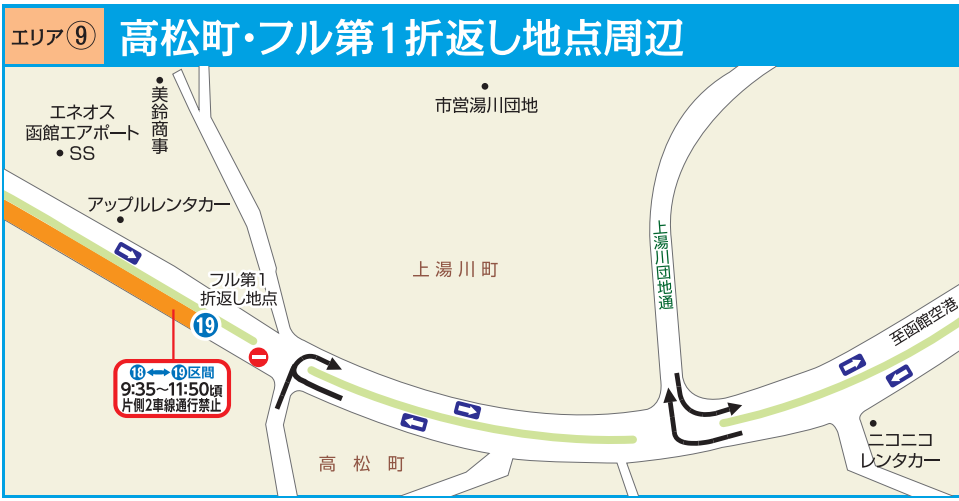 エリア⑨
高松町・フル第1折返し地点周辺
エネオス
函館エアポート
SS
美鈴商事
市営湯川団地
アップルレンタカー
上湯川町
上湯川団地通
フル第1
折返し地点
19
至函館空港
⑱⟷⑲区間
9:35～11:50頃
片側2車線通行禁止
高松町
ニコニコ
レンタカー